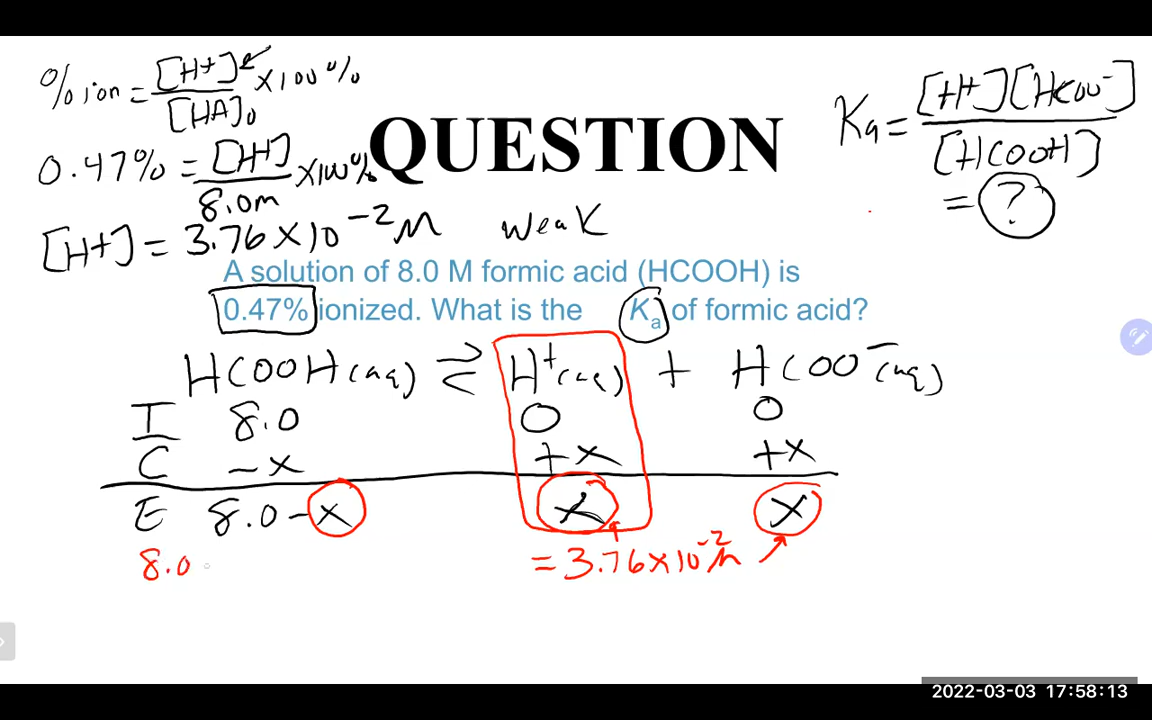 % ion = [H+]e/[HA]0 × 100%
0.47% = [H+]/8.0M × 100%
[H+] = 3.76 × 10^-2 M
weak
Ka = [H+][HCOO-]/[HCOOH]
= ?
QUESTION
A solution of 8.0 M formic acid (HCOOH) is
0.47% ionized. What is the Ka of formic acid?
HCOOH(aq) ⇌ H+(aq) + HCOO-(aq)
I 8.0 0 0
C -x +x +x
E 8.0-x x x
8.0 = 3.76×10^-2 M
2022-03-03 17:58:13